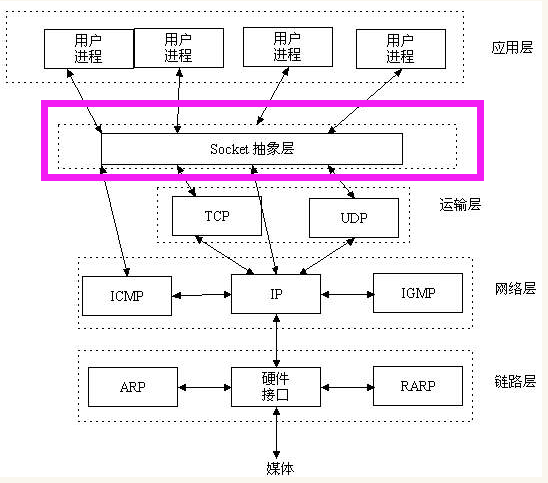 用户
进程
用户
进程
用户
进程
用户
进程
应用层
Socket 抽象层
运输层
TCP
UDP
ICMP
IP
IGMP
网络层
ARP
硬件
接口
RARP
链路层
媒体